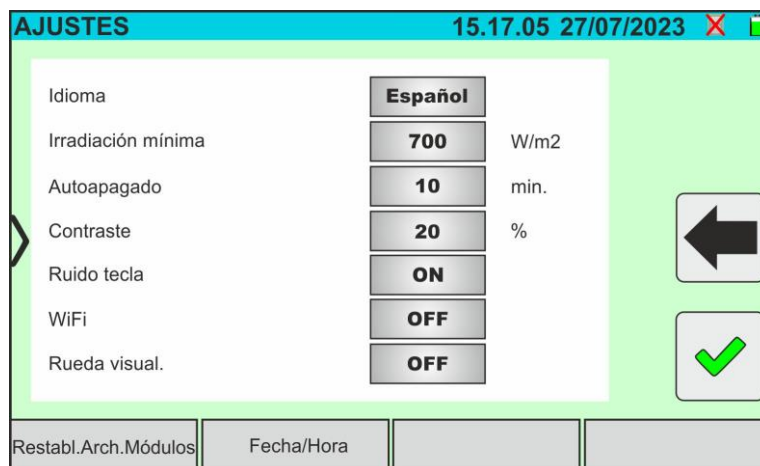 AJUSTES 15.17.05 27/07/2023
Idioma Español
Irradiación mínima 700 W/m2
Autoapagado 10 min.
Contraste 20 %
Ruido tecla ON
WiFi OFF
Rueda visual. OFF
Restabl.Arch.Módulos Fecha/Hora